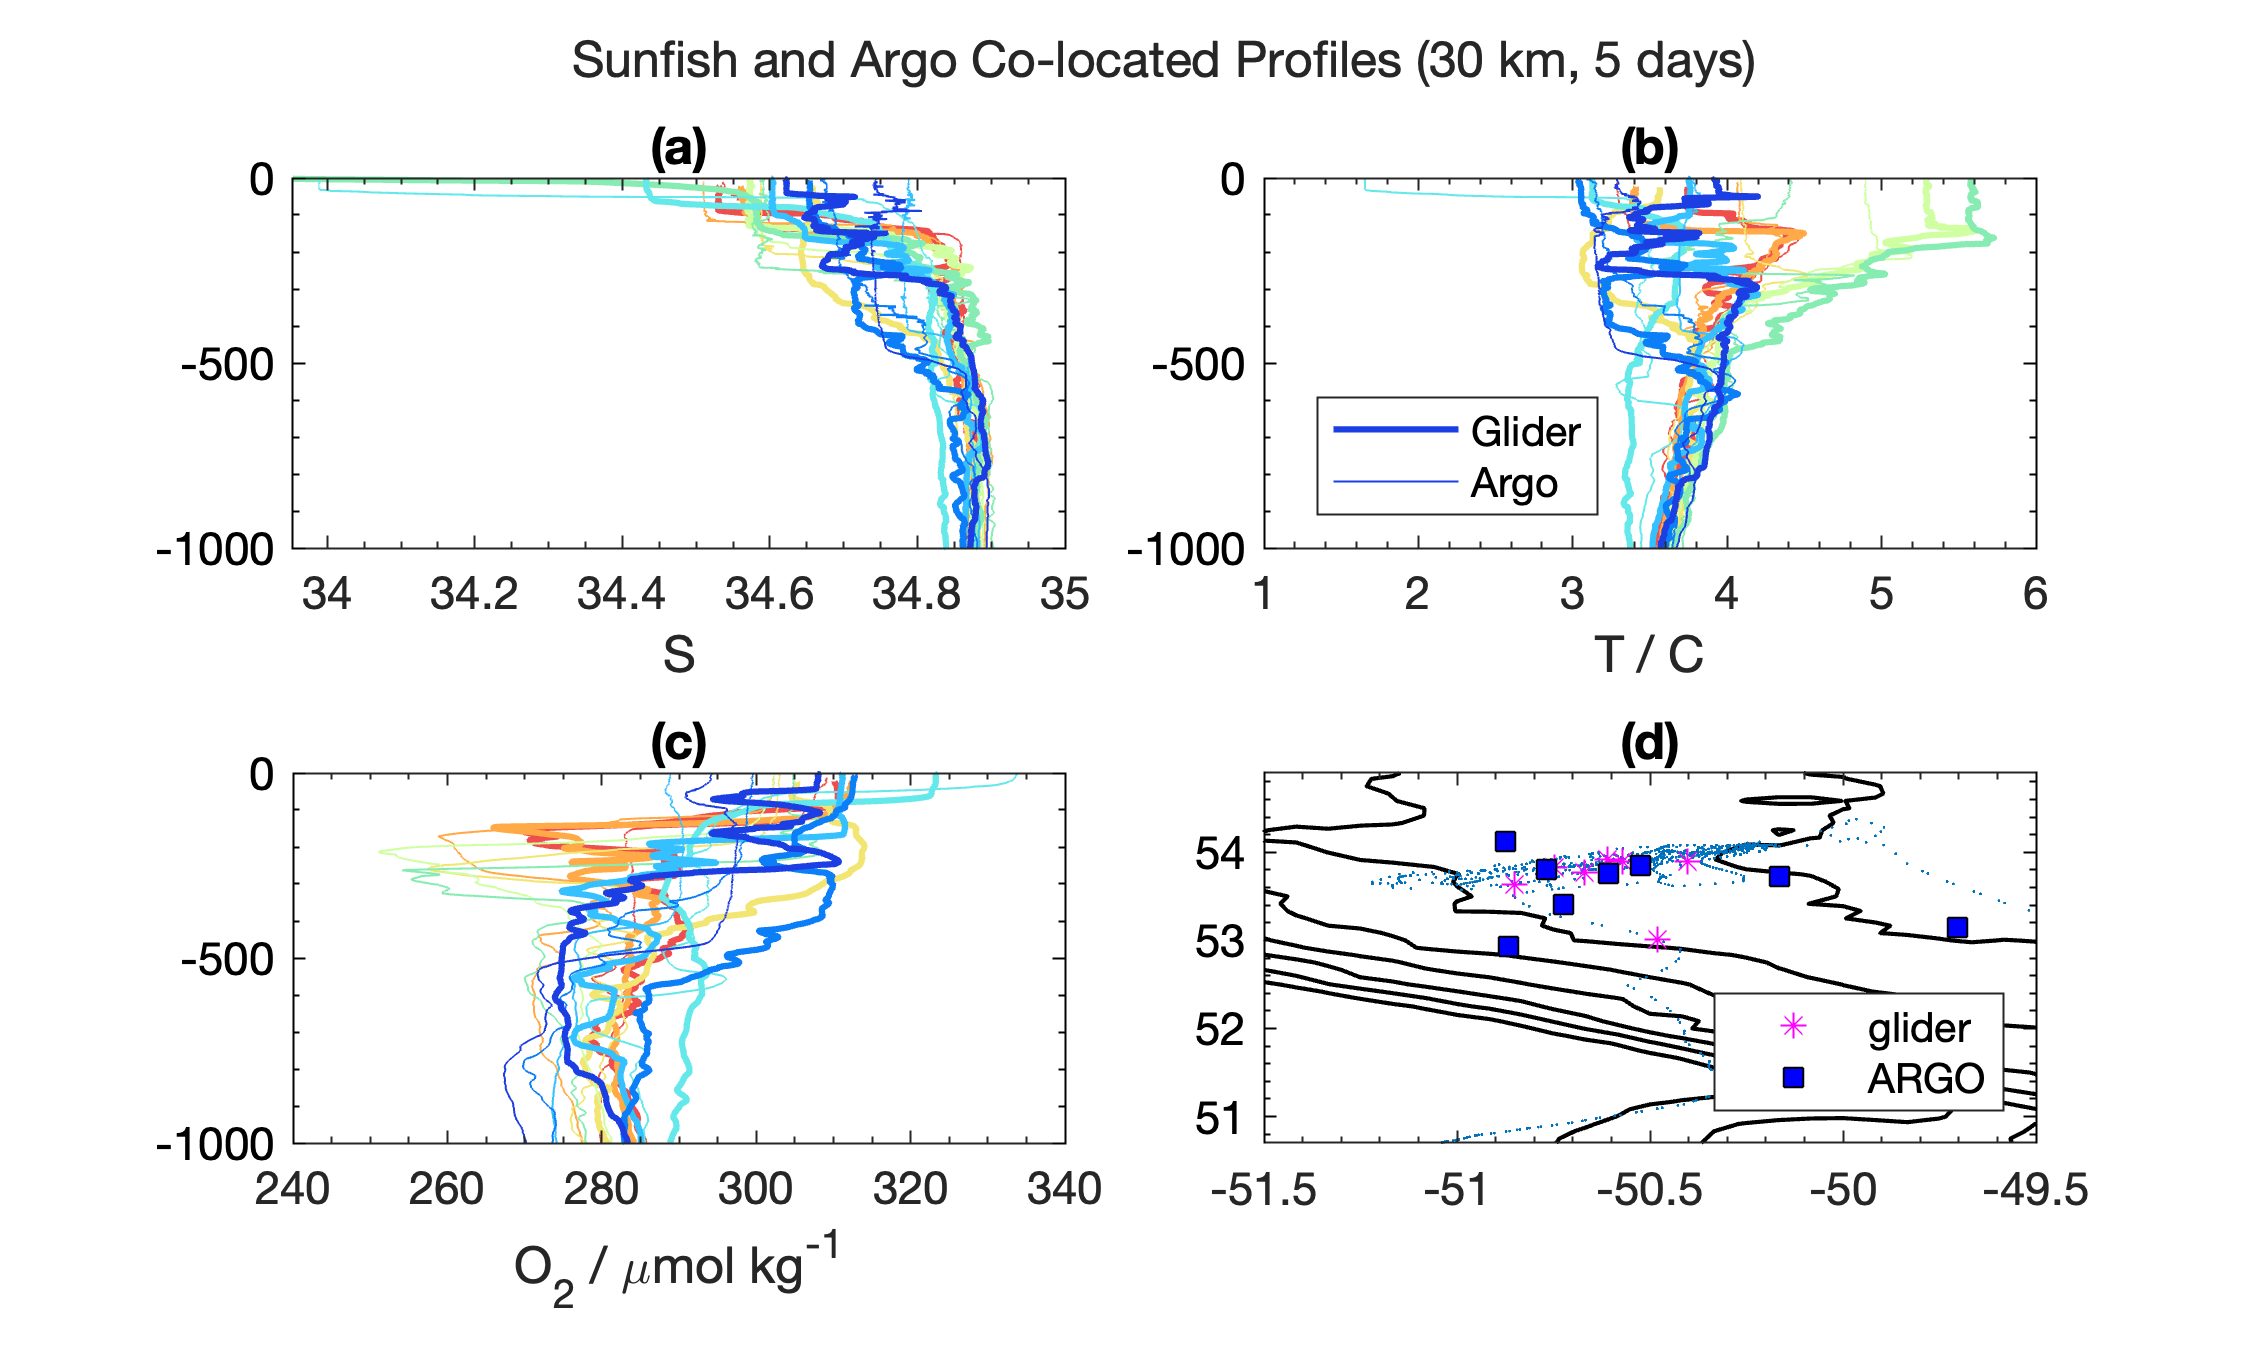 Sunfish and Argo Co-located Profiles (30 km, 5 days)
(a)
0
-500
-1000
34 34.2 34.4 34.6 34.8 35
S
(b)
0
-500
-1000
Glider
Argo
1 2 3 4 5 6
T / C
(c)
0
-500
-1000
240 260 280 300 320 340
O2 / μmol kg-1
(d)
54
53
52
51
glider
ARGO
-51.5 -51 -50.5 -50 -49.5